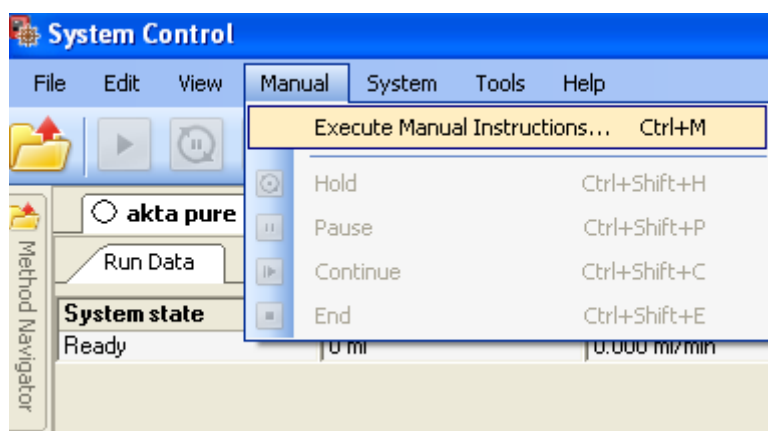 System Control
File Edit View Manual System Tools Help
Execute Manual Instructions... Ctrl+M
Hold Ctrl+Shift+H
akta pure
Pause Ctrl+Shift+P
Run Data
Continue Ctrl+Shift+C
System state
End Ctrl+Shift+E
Ready 0 ml 0.000 ml/min
Method Navigator